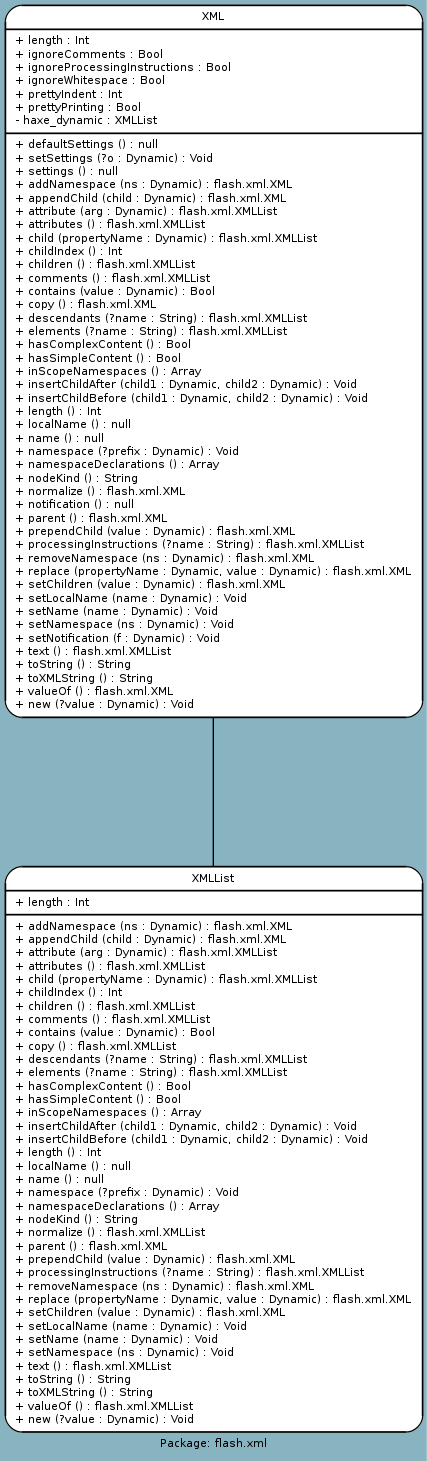 XML
+ length : Int
+ ignoreComments : Bool
+ ignoreProcessingInstructions : Bool
+ ignoreWhitespace : Bool
+ prettyIndent : Int
+ prettyPrinting : Bool
- haxe_dynamic : XMLList
+ defaultSettings () : null
+ setSettings (?o : Dynamic) : Void
+ settings () : null
+ addNamespace (ns : Dynamic) : flash.xml.XML
+ appendChild (child : Dynamic) : flash.xml.XML
+ attribute (arg : Dynamic) : flash.xml.XMLList
+ attributes () : flash.xml.XMLList
+ child (propertyName : Dynamic) : flash.xml.XMLList
+ childIndex () : Int
+ children () : flash.xml.XMLList
+ comments () : flash.xml.XMLList
+ contains (value : Dynamic) : Bool
+ copy () : flash.xml.XML
+ descendants (?name : String) : flash.xml.XMLList
+ elements (?name : String) : flash.xml.XMLList
+ hasComplexContent () : Bool
+ hasSimpleContent () : Bool
+ inScopeNamespaces () : Array
+ insertChildAfter (child1 : Dynamic, child2 : Dynamic) : Void
+ insertChildBefore (child1 : Dynamic, child2 : Dynamic) : Void
+ length () : Int
+ localName () : null
+ name () : null
+ namespace (?prefix : Dynamic) : Void
+ namespaceDeclarations () : Array
+ nodeKind () : String
+ normalize () : flash.xml.XML
+ notification () : null
+ parent () : flash.xml.XML
+ prependChild (value : Dynamic) : flash.xml.XML
+ processingInstructions (?name : String) : flash.xml.XMLList
+ removeNamespace (ns : Dynamic) : flash.xml.XML
+ replace (propertyName : Dynamic, value : Dynamic) : flash.xml.XML
+ setChildren (value : Dynamic) : flash.xml.XML
+ setLocalName (name : Dynamic) : Void
+ setName (name : Dynamic) : Void
+ setNamespace (ns : Dynamic) : Void
+ setNotification (f : Dynamic) : Void
+ text () : flash.xml.XMLList
+ toString () : String
+ toXMLString () : String
+ valueOf () : flash.xml.XML
+ new (?value : Dynamic) : Void
XMLList
+ length : Int
+ addNamespace (ns : Dynamic) : flash.xml.XML
+ appendChild (child : Dynamic) : flash.xml.XML
+ attribute (arg : Dynamic) : flash.xml.XMLList
+ attributes () : flash.xml.XMLList
+ child (propertyName : Dynamic) : flash.xml.XMLList
+ childIndex () : Int
+ children () : flash.xml.XMLList
+ comments () : flash.xml.XMLList
+ contains (value : Dynamic) : Bool
+ copy () : flash.xml.XMLList
+ descendants (?name : String) : flash.xml.XMLList
+ elements (?name : String) : flash.xml.XMLList
+ hasComplexContent () : Bool
+ hasSimpleContent () : Bool
+ inScopeNamespaces () : Array
+ insertChildAfter (child1 : Dynamic, child2 : Dynamic) : Void
+ insertChildBefore (child1 : Dynamic, child2 : Dynamic) : Void
+ length () : Int
+ localName () : null
+ name () : null
+ namespace (?prefix : Dynamic) : Void
+ namespaceDeclarations () : Array
+ nodeKind () : String
+ normalize () : flash.xml.XMLList
+ parent () : flash.xml.XML
+ prependChild (value : Dynamic) : flash.xml.XML
+ processingInstructions (?name : String) : flash.xml.XMLList
+ removeNamespace (ns : Dynamic) : flash.xml.XML
+ replace (propertyName : Dynamic, value : Dynamic) : flash.xml.XML
+ setChildren (value : Dynamic) : flash.xml.XML
+ setLocalName (name : Dynamic) : Void
+ setName (name : Dynamic) : Void
+ setNamespace (ns : Dynamic) : Void
+ text () : flash.xml.XMLList
+ toString () : String
+ toXMLString () : String
+ valueOf () : flash.xml.XMLList
+ new (?value : Dynamic) : Void
Package: flash.xml